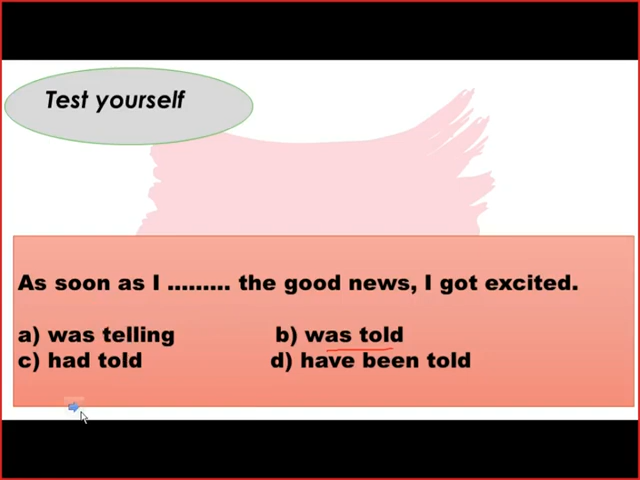 Test yourself
As soon as I ......... the good news, I got excited.
a) was telling b) was told
c) had told d) have been told